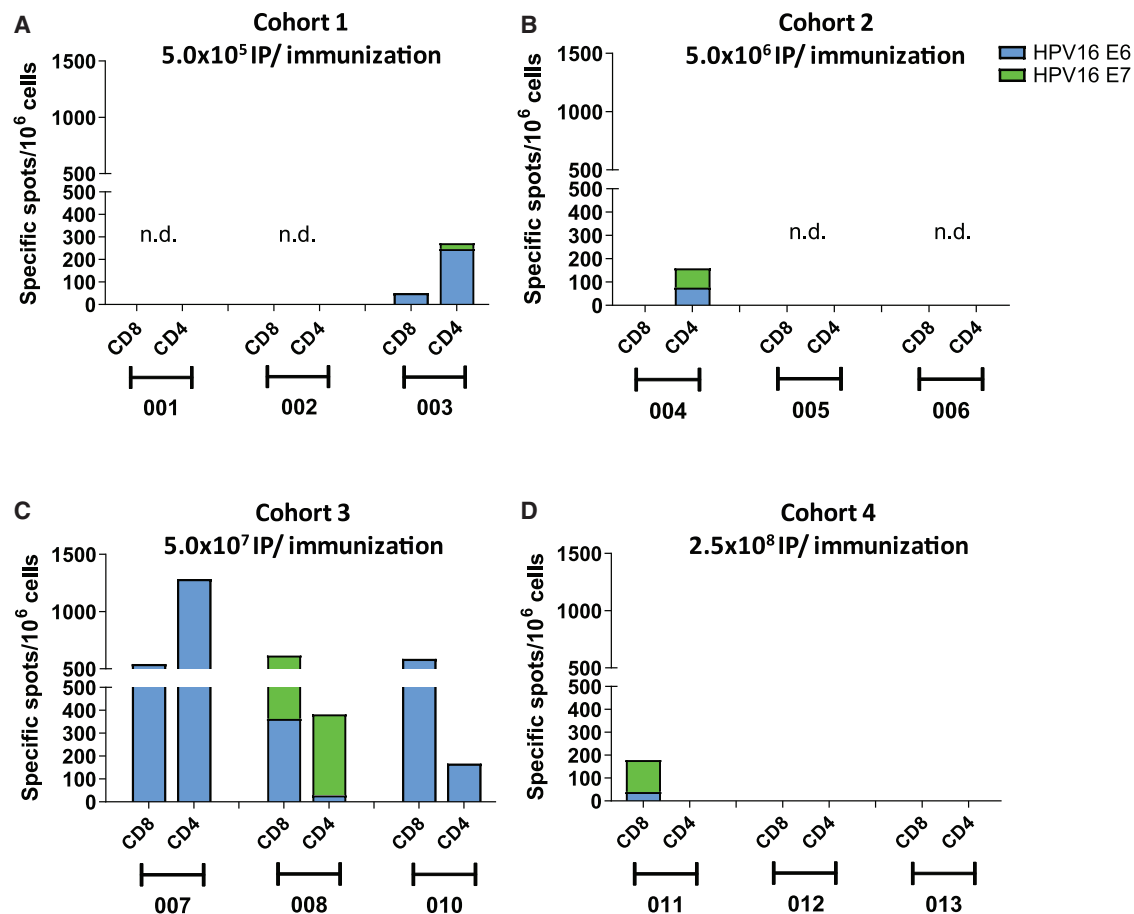 A
Cohort 1
5.0x10⁵ IP/ immunization
Specific spots/10⁶ cells
1500
1000
500
500
400
300
200
100
0
n.d.
n.d.
CD8
CD4
CD8
CD4
CD8
CD4
001
002
003
B
Cohort 2
5.0x10⁶ IP/ immunization
HPV16 E6
HPV16 E7
Specific spots/10⁶ cells
1500
1000
500
500
400
300
200
100
0
n.d.
n.d.
CD8
CD4
CD8
CD4
CD8
CD4
004
005
006
C
Cohort 3
5.0x10⁷ IP/ immunization
Specific spots/10⁶ cells
1500
1000
500
500
400
300
200
100
0
CD8
CD4
CD8
CD4
CD8
CD4
007
008
010
D
Cohort 4
2.5x10⁸ IP/ immunization
Specific spots/10⁶ cells
1500
1000
500
500
400
300
200
100
0
CD8
CD4
CD8
CD4
CD8
CD4
011
012
013